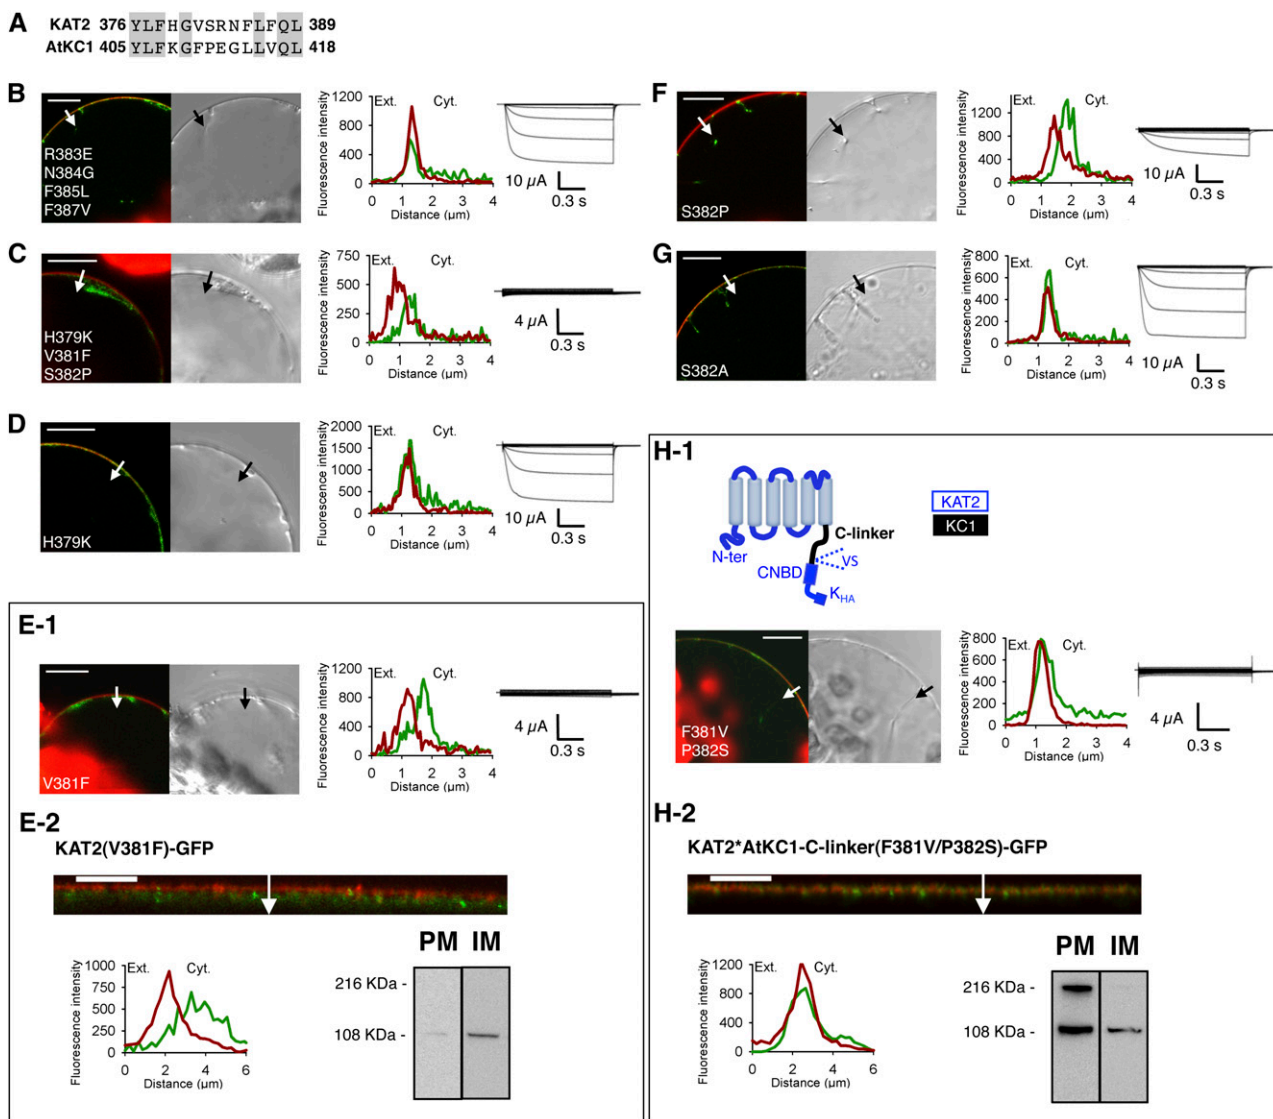 A
KAT2 376 YLFHGVSRNFLFQL 389
AtKC1 405 YLFKGFPEGLLVQL 418
B
R383E
N384G
F385L
F387V
Fluorescence intensity
1200
800
400
0
Ext. Cyt.
0 1 2 3 4
Distance (µm)
10 µA
0.3 s
C
H379K
V381F
S382P
Fluorescence intensity
750
500
250
0
Ext. Cyt.
0 1 2 3 4
Distance (µm)
4 µA
0.3 s
D
H379K
Fluorescence intensity
2000
1500
1000
500
0
Ext. Cyt.
0 1 2 3 4
Distance (µm)
10 µA
0.3 s
E-1
V381F
Fluorescence intensity
1200
1000
800
600
400
200
0
Ext. Cyt.
0 1 2 3 4
Distance (µm)
4 µA
0.3 s
E-2
KAT2(V381F)-GFP
Fluorescence intensity
1000
750
500
250
0
Ext. Cyt.
0 2 4 6
Distance (µm)
PM IM
216 KDa -
108 KDa -
F
S382P
Fluorescence intensity
1600
1200
800
400
0
Ext. Cyt.
0 1 2 3 4
Distance (µm)
10 µA
0.3 s
G
S382A
Fluorescence intensity
800
600
400
200
0
Ext. Cyt.
0 1 2 3 4
Distance (µm)
10 µA
0.3 s
H-1
KAT2
KC1
C-linker
N-ter
VS
CNBD
KHA
F381V
P382S
Fluorescence intensity
800
600
400
200
0
Ext. Cyt.
0 1 2 3 4
Distance (µm)
4 µA
0.3 s
H-2
KAT2*AtKC1-C-linker(F381V/P382S)-GFP
Fluorescence intensity
1200
800
400
0
Ext. Cyt.
0 2 4 6
Distance (µm)
PM IM
216 KDa -
108 KDa -